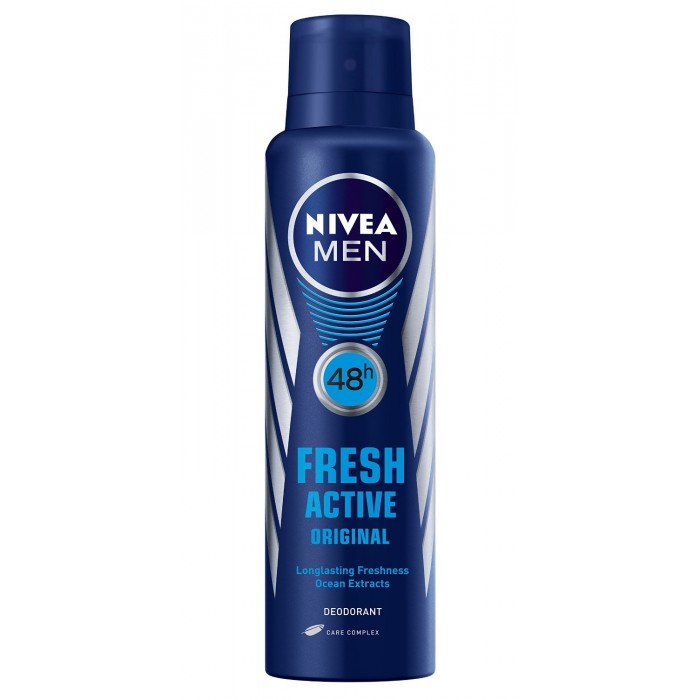 NIVEA
MEN
48h
FRESH
ACTIVE
ORIGINAL
Longlasting Freshness
Ocean Extracts
DEODORANT
CARE COMPLEX